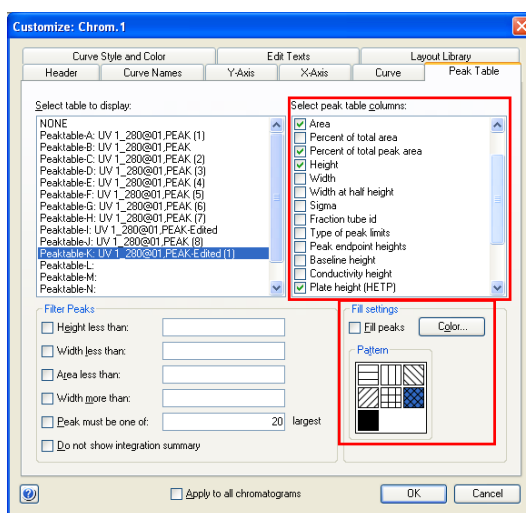 Customize: Chrom.1
Curve Style and Color
Edit Texts
Layout Library
Header
Curve Names
Y-Axis
X-Axis
Curve
Peak Table
Select table to display:
NONE
Peaktable-A: UV 1_280@01,PEAK (1)
Peaktable-B: UV 1_280@01,PEAK
Peaktable-C: UV 1_280@01,PEAK (2)
Peaktable-D: UV 1_280@01,PEAK (3)
Peaktable-E: UV 1_280@01,PEAK (4)
Peaktable-F: UV 1_280@01,PEAK (5)
Peaktable-G: UV 1_280@01,PEAK (6)
Peaktable-H: UV 1_280@01,PEAK (7)
Peaktable-I: UV 1_280@01,PEAK-Edited
Peaktable-J: UV 1_280@01,PEAK (8)
Peaktable-K: UV 1_280@01,PEAK-Edited (1)
Peaktable-L:
Peaktable-M:
Peaktable-N:
Select peak table columns:
Area
Percent of total area
Percent of total peak area
Height
Width
Width at half height
Sigma
Fraction tube id
Type of peak limits
Peak endpoint heights
Baseline height
Conductivity height
Plate height (HETP)
Filter Peaks
Height less than:
Width less than:
Area less than:
Width more than:
Peak must be one of: 20 largest
Do not show integration summary
Fill settings
Fill peaks
Color...
Pattern
Apply to all chromatograms
OK
Cancel